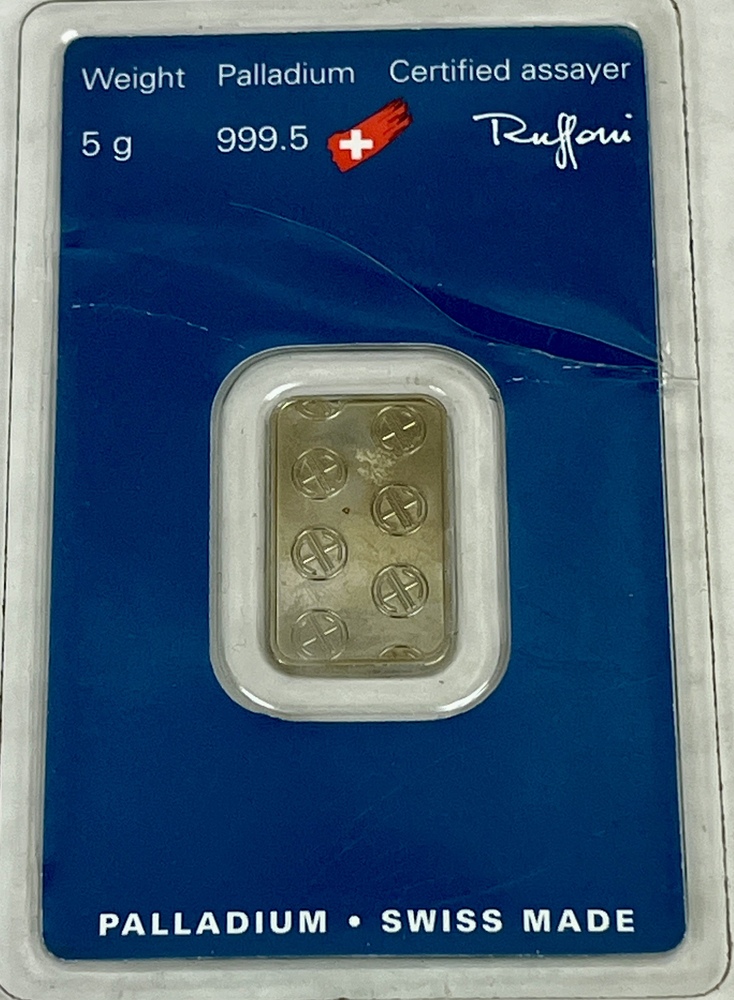 Weight Palladium Certified assayer
5 g 999.5 Ruffoni
PALLADIUM • SWISS MADE